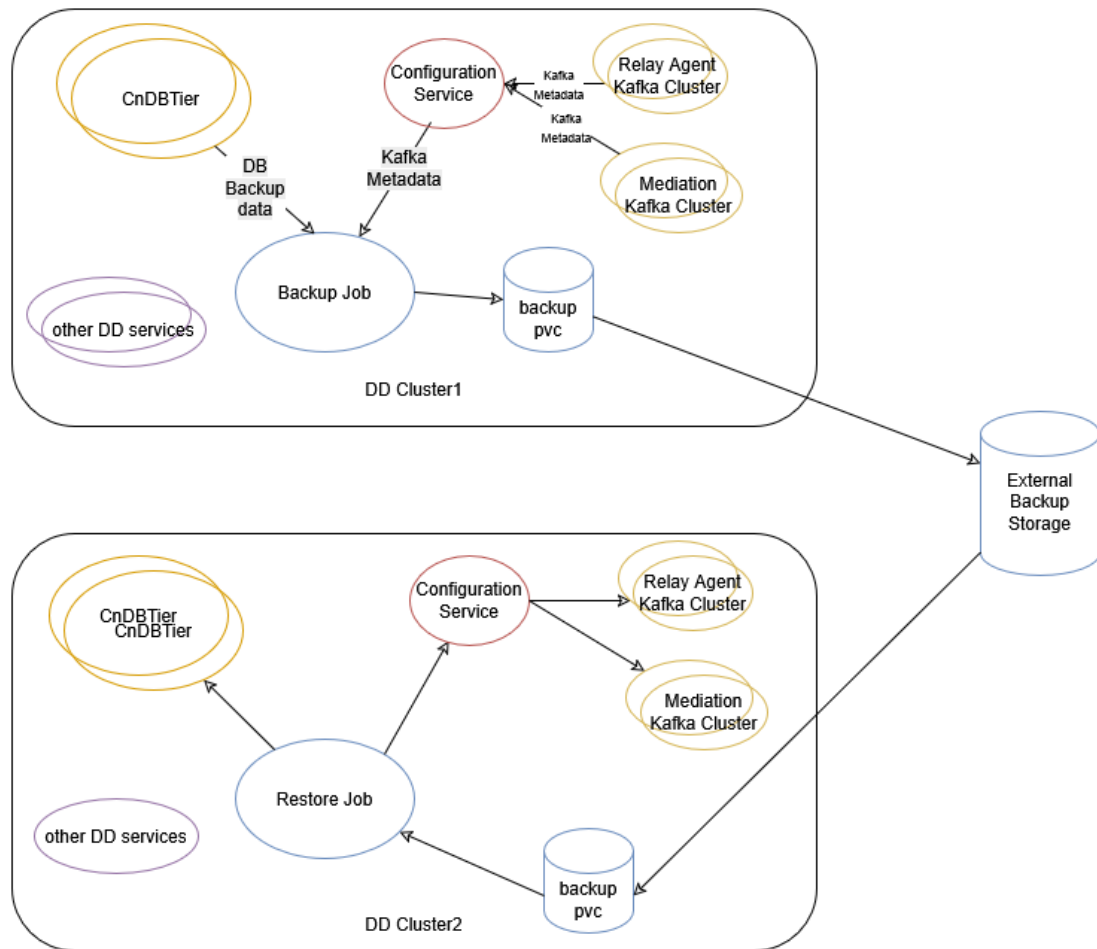 CnDBTier
Configuration
Service
Relay Agent
Kafka Cluster
Kafka
Metadata
Kafka
Metadata
Mediation
Kafka Cluster
DB
Backup
data
Kafka
Metadata
Backup Job
backup
pvc
other DD services
DD Cluster1
External
Backup
Storage
CnDBTier
CnDBTier
Configuration
Service
Relay Agent
Kafka Cluster
Mediation
Kafka Cluster
Restore Job
other DD services
backup
pvc
DD Cluster2